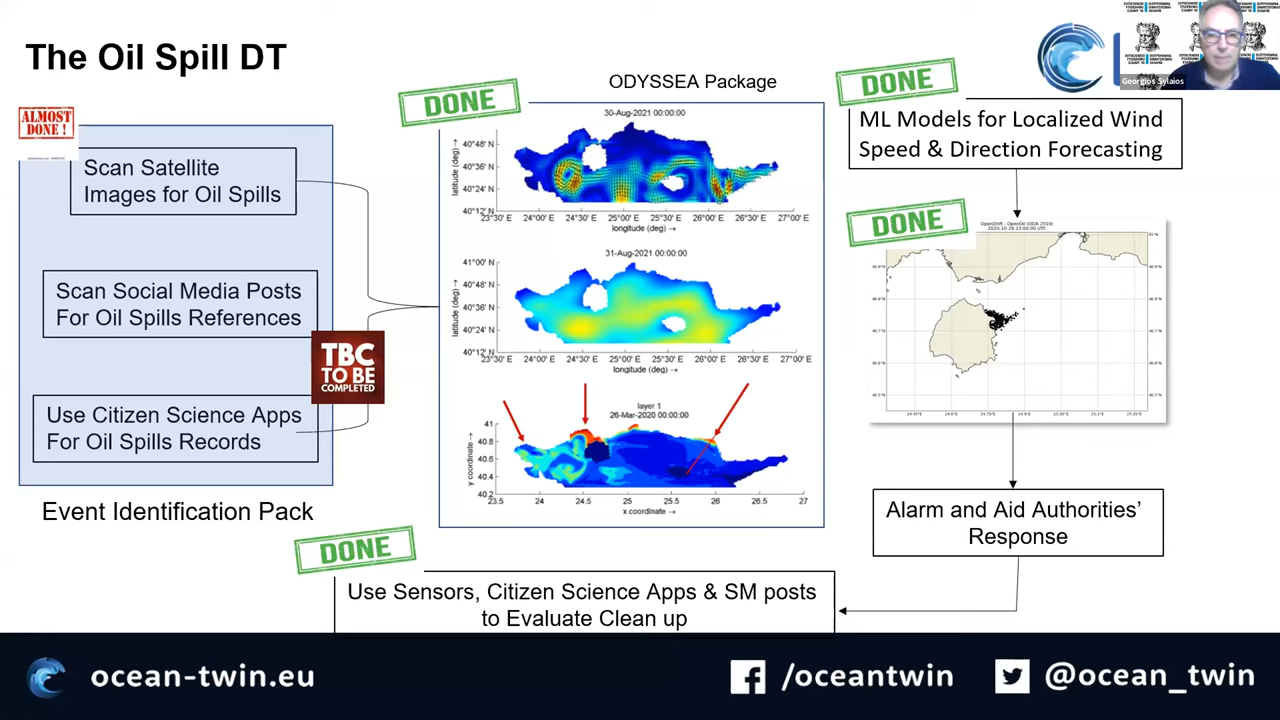 The Oil Spill DT
ALMOST
DONE !
Scan Satellite
Images for Oil Spills
Scan Social Media Posts
For Oil Spills References
TBC
TO BE
COMPLETED
Use Citizen Science Apps
For Oil Spills Records
Event Identification Pack
DONE
ODYSSEA Package
30-Aug-2021 00:00:00
latitude (deg) →
40°48'
40°36'
40°24'
40°12'
23°30' E 24°00' E 24°30' E 25°00' E 25°30' E 26°00' E 26°30' E 27°00' E
longitude (deg) →
31-Aug-2021 00:00:00
latitude (deg) →
41°00'
40°48'
40°36'
40°24'
40°12'
23°30' E 24°00' E 24°30' E 25°00' E 25°30' E 26°00' E 26°30' E 27°00' E
longitude (deg) →
layer 1
26-Mar-2020 00:00:00
y coordinate →
41
40.8
40.6
40.4
40.2
23.5 24 24.5 25 25.5 26 26.5 27
x coordinate →
DONE
ML Models for Localized Wind
Speed & Direction Forecasting
DONE
OpenDrift - OpenOil (ODA 2019)
Alarm and Aid Authorities'
Response
DONE
Use Sensors, Citizen Science Apps & SM posts
to Evaluate Clean up
Georgios Sylaios
ocean-twin.eu
/oceantwin
@ocean_twin